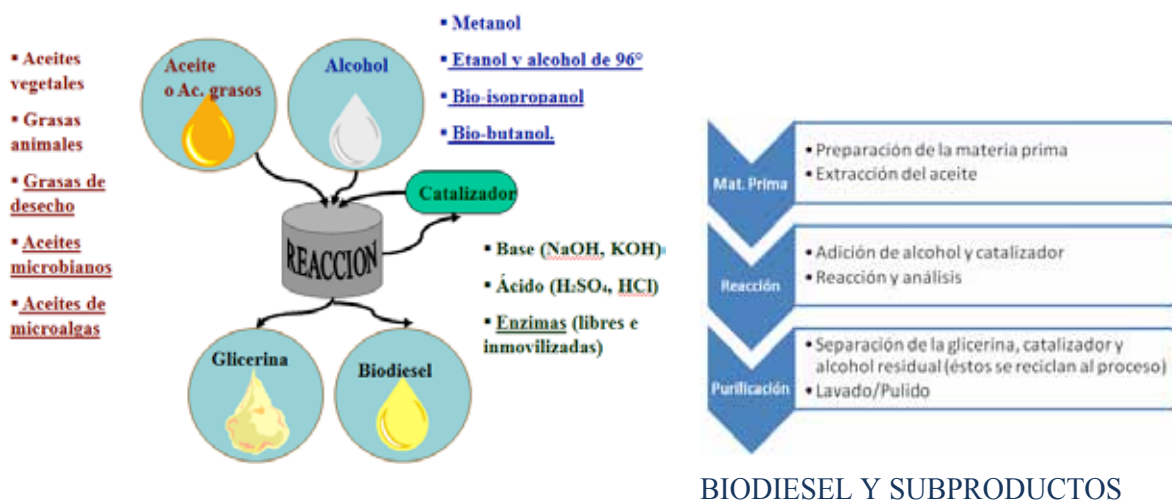 ▪ Aceites
vegetales
▪ Grasas
animales
▪ Grasas de
desecho
▪ Aceites
microbianos
▪ Aceites de
microalgas
Aceite
o Ac. grasos
Alcohol
▪ Metanol
▪ Etanol y alcohol de 96°
▪ Bio-isopropanol
▪ Bio-butanol.
Catalizador
REACCION
▪ Base (NaOH, KOH)
▪ Ácido (H₂SO₄, HCl)
▪ Enzimas (libres e
inmovilizadas)
Glicerina
Biodiesel
Mat. Prima
• Preparación de la materia prima
• Extracción del aceite
Reacción
• Adición de alcohol y catalizador
• Reacción y análisis
Purificación
• Separación de la glicerina, catalizador y
alcohol residual (éstos se reciclan al proceso)
• Lavado/Pulido
BIODIESEL Y SUBPRODUCTOS